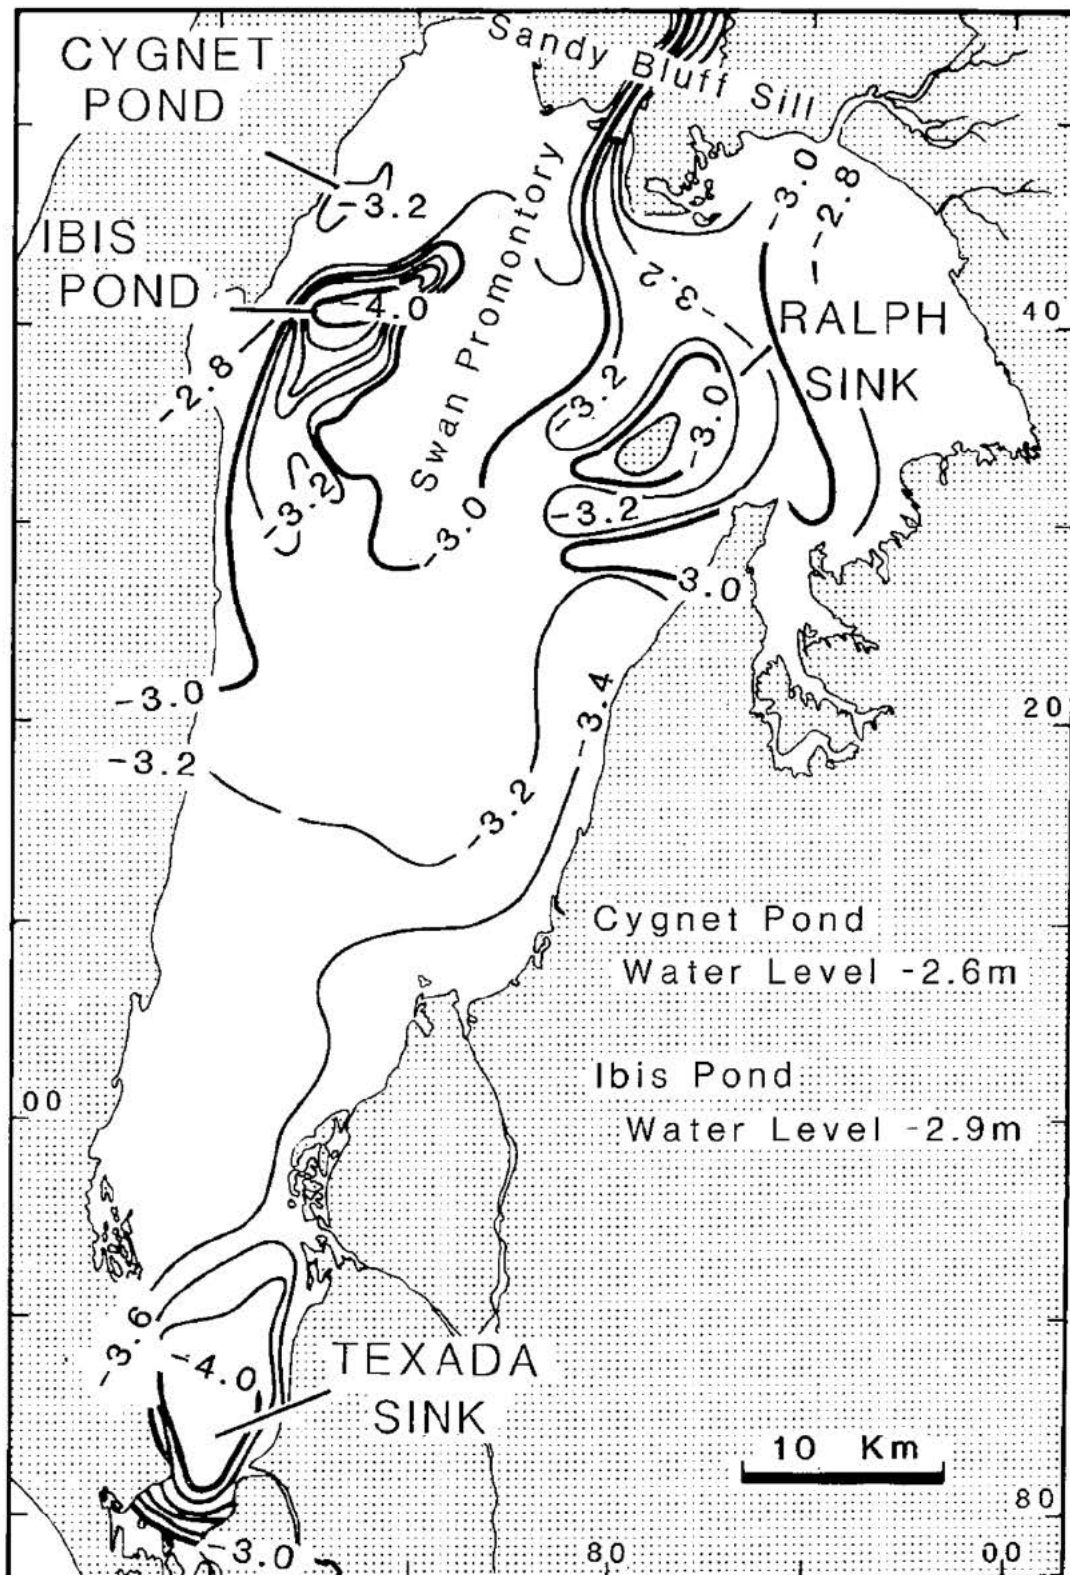 CYGNET
POND
Sandy Bluff Sill
-3.2
-3.0
-2.8
IBIS
POND
-4.0
Swan Promontory
-3.2
40
RALPH
SINK
-2.8
-3.2
-3.0
-3.2
-3.0
-3.2
3.0
-3.0
-3.4
20
-3.2
-3.2
Cygnet Pond
Water Level -2.6m
Ibis Pond
00
Water Level -2.9m
-3.6
-4.0
TEXADA
SINK
10 Km
80
-3.0
80
00